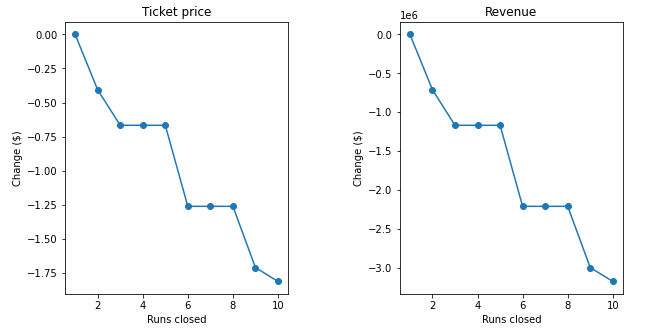 Ticket price
0.00
−0.25
−0.50
−0.75
−1.00
−1.25
−1.50
−1.75
Change ($)
2 4 6 8 10
Runs closed
Revenue
1e6
0.0
−0.5
−1.0
−1.5
−2.0
−2.5
−3.0
Change ($)
2 4 6 8 10
Runs closed